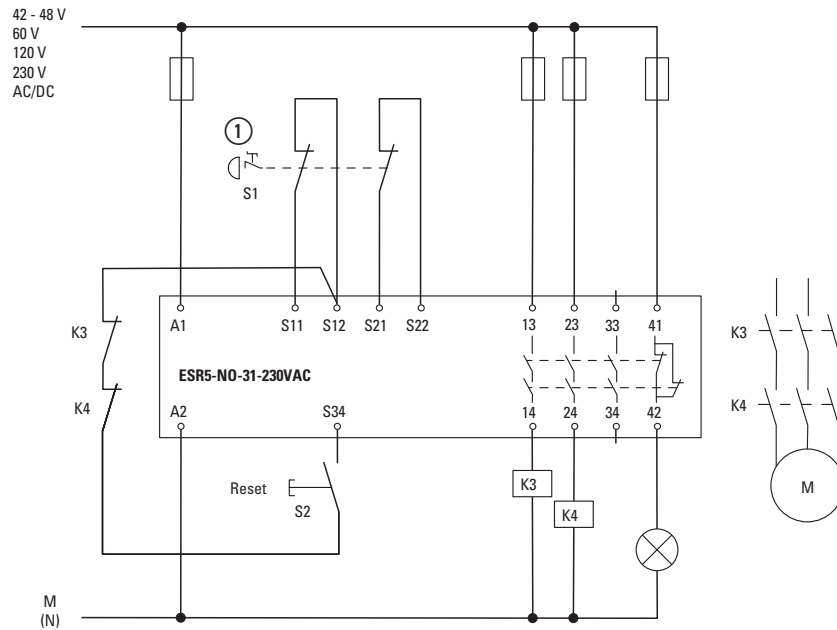 42 - 48 V
60 V
120 V
230 V
AC/DC
1
S1
K3
K4
A1
S11
S12
S21
S22
13
23
33
41
ESR5-NO-31-230VAC
A2
S34
14
24
34
42
Reset
S2
K3
K4
K3
K4
M
M
(N)